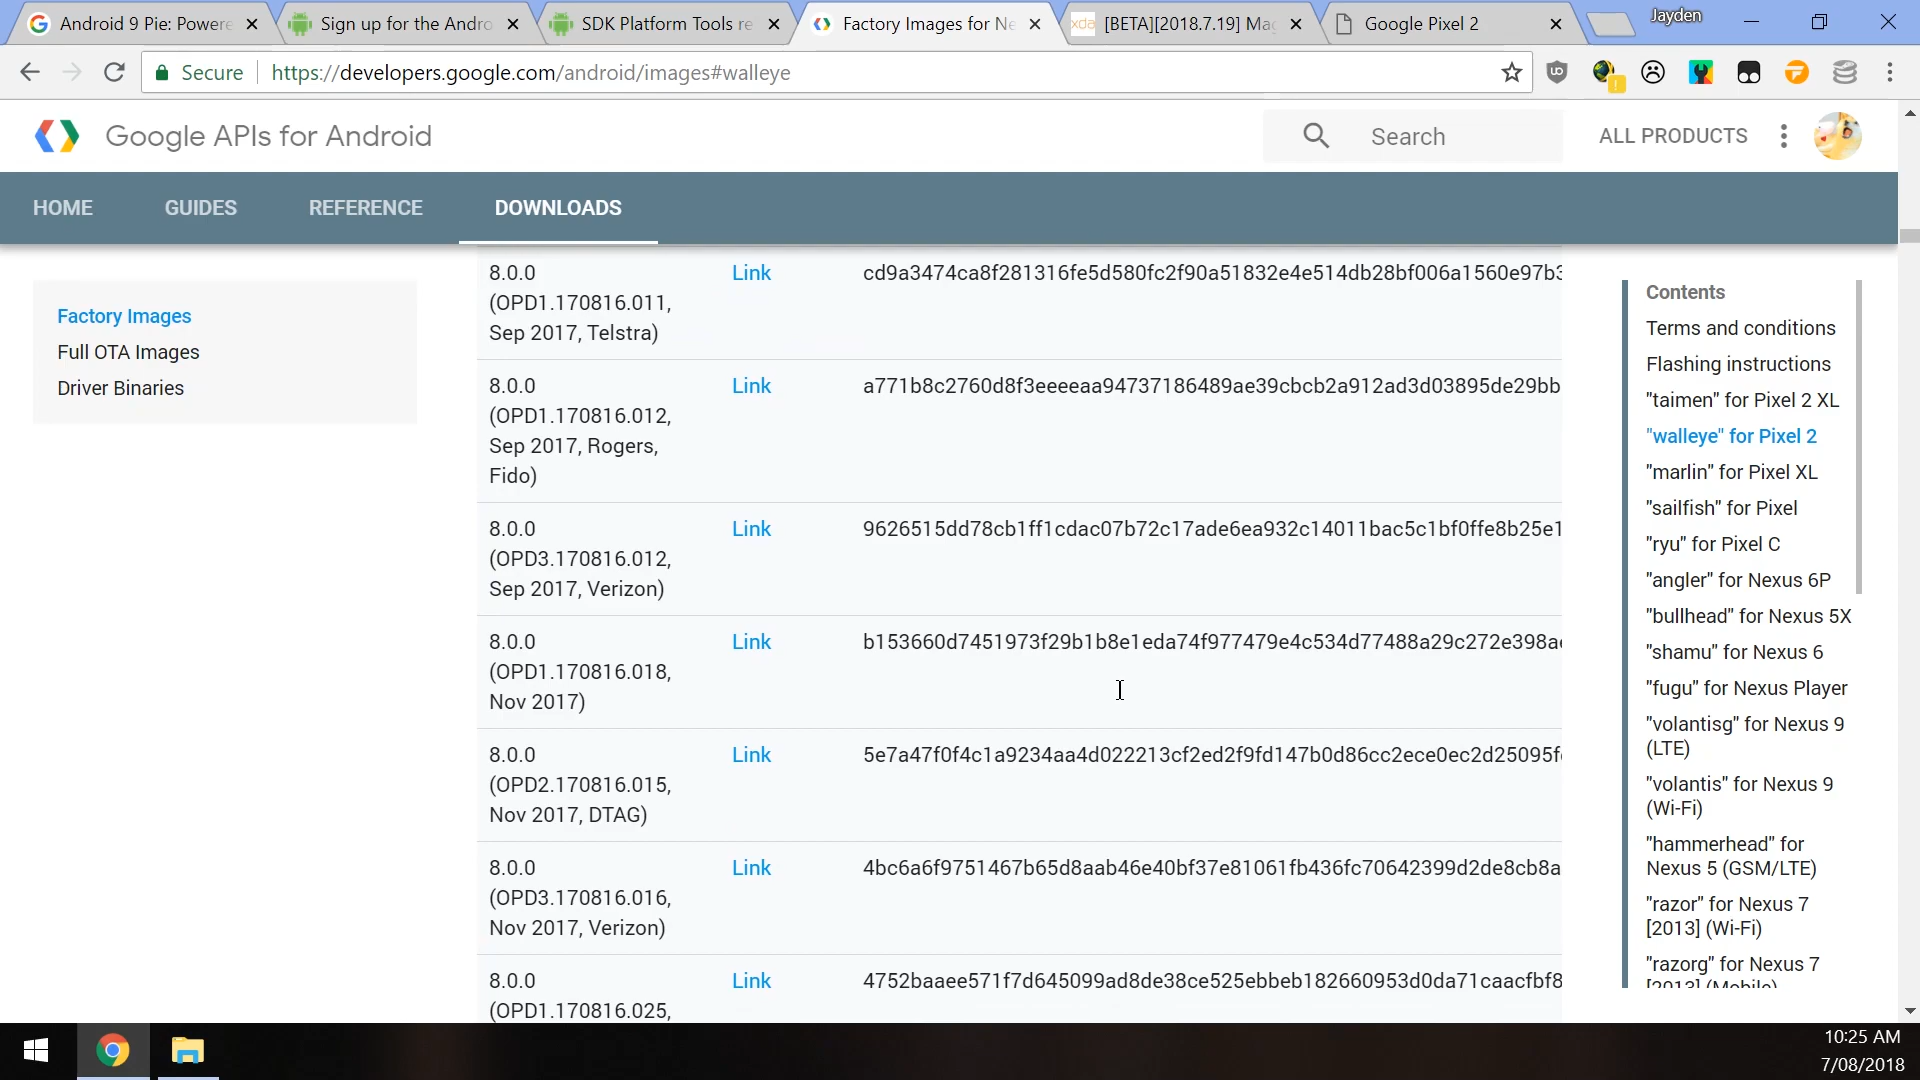 Android 9 Pie: Powere
Sign up for the Andro
SDK Platform Tools re
Factory Images for Ne
xda
[BETA][2018.7.19] Mag
Google Pixel 2
Jayden
Secure
https://developers.google.com/android/images#walleye
Google APIs for Android
Search
ALL PRODUCTS
HOME
GUIDES
REFERENCE
DOWNLOADS
Factory Images
Full OTA Images
Driver Binaries
8.0.0
(OPD1.170816.011,
Sep 2017, Telstra)
Link
cd9a3474ca8f281316fe5d580fc2f90a51832e4e514db28bf006a1560e97b3
8.0.0
(OPD1.170816.012,
Sep 2017, Rogers,
Fido)
Link
a771b8c2760d8f3eeeeaa94737186489ae39cbcb2a912ad3d03895de29bb
8.0.0
(OPD3.170816.012,
Sep 2017, Verizon)
Link
9626515dd78cb1ff1cdac07b72c17ade6ea932c14011bac5c1bf0ffe8b25e1
8.0.0
(OPD1.170816.018,
Nov 2017)
Link
b153660d7451973f29b1b8e1eda74f977479e4c534d77488a29c272e398ae
8.0.0
(OPD2.170816.015,
Nov 2017, DTAG)
Link
5e7a47f0f4c1a9234aa4d022213cf2ed2f9fd147b0d86cc2ece0ec2d25095f
8.0.0
(OPD3.170816.016,
Nov 2017, Verizon)
Link
4bc6a6f9751467b65d8aab46e40bf37e81061fb436fc70642399d2de8cb8a
8.0.0
(OPD1.170816.025,
Link
4752baaee571f7d645099ad8de38ce525ebbeb182660953d0da71caacfbf8
Contents
Terms and conditions
Flashing instructions
"taimen" for Pixel 2 XL
"walleye" for Pixel 2
"marlin" for Pixel XL
"sailfish" for Pixel
"ryu" for Pixel C
"angler" for Nexus 6P
"bullhead" for Nexus 5X
"shamu" for Nexus 6
"fugu" for Nexus Player
"volantisg" for Nexus 9
(LTE)
"volantis" for Nexus 9
(Wi-Fi)
"hammerhead" for
Nexus 5 (GSM/LTE)
"razor" for Nexus 7
[2013] (Wi-Fi)
"razorg" for Nexus 7
[2013] (Mobile)
10:25 AM
7/08/2018